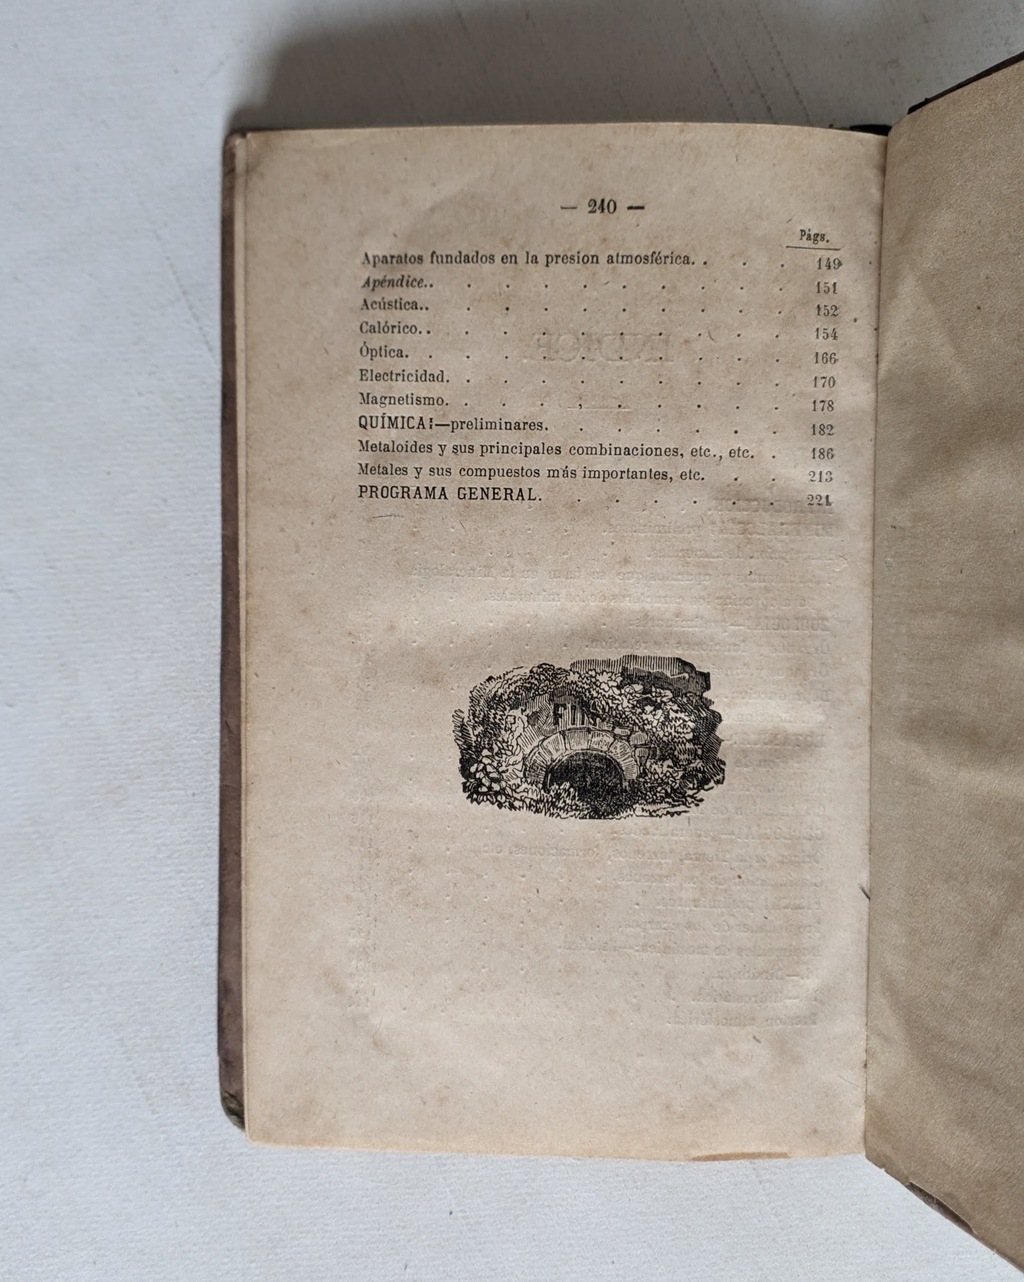 — 240 —
Págs.
Aparatos fundados en la presion atmosférica. . . . 149
Apéndice.. . . . . . . . . . 151
Acústica.. . . . . . . . . . 152
Calórico.. . . . . . . . . . 154
Óptica. . . . . . . . . . . 166
Electricidad. . . . . . . . . . 170
Magnetismo. . . . . . . . . . 178
QUÍMICA:—preliminares. . . . . . . 182
Metaloides y sus principales combinaciones, etc., etc. . 186
Metales y sus compuestos más importantes, etc. . . 213
PROGRAMA GENERAL. . . . . . . 221
FIN